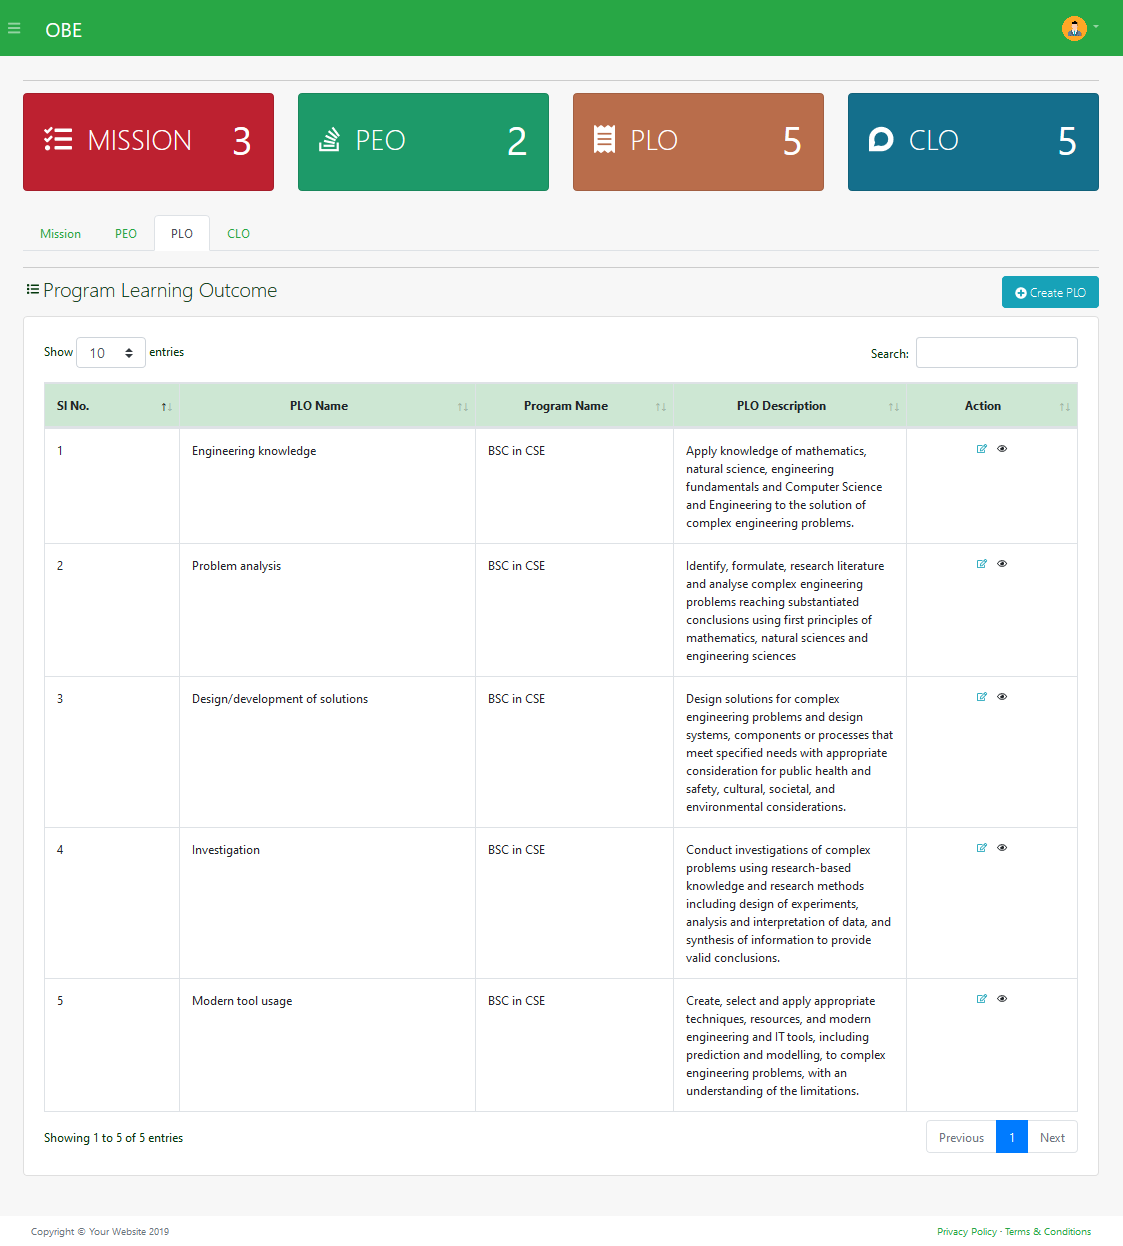 OBE
MISSION 3
PEO 2
PLO 5
CLO 5
Mission PEO PLO CLO
Program Learning Outcome
Create PLO
Show 10 entries
Search:
Sl No. PLO Name Program Name PLO Description Action
1 Engineering knowledge BSC in CSE Apply knowledge of mathematics,
natural science, engineering
fundamentals and Computer Science
and Engineering to the solution of
complex engineering problems.
2 Problem analysis BSC in CSE Identify, formulate, research literature
and analyse complex engineering
problems reaching substantiated
conclusions using first principles of
mathematics, natural sciences and
engineering sciences
3 Design/development of solutions BSC in CSE Design solutions for complex
engineering problems and design
systems, components or processes that
meet specified needs with appropriate
consideration for public health and
safety, cultural, societal, and
environmental considerations.
4 Investigation BSC in CSE Conduct investigations of complex
problems using research-based
knowledge and research methods
including design of experiments,
analysis and interpretation of data, and
synthesis of information to provide
valid conclusions.
5 Modern tool usage BSC in CSE Create, select and apply appropriate
techniques, resources, and modern
engineering and IT tools, including
prediction and modelling, to complex
engineering problems, with an
understanding of the limitations.
Showing 1 to 5 of 5 entries
Previous 1 Next
Copyright © Your Website 2019
Privacy Policy · Terms & Conditions